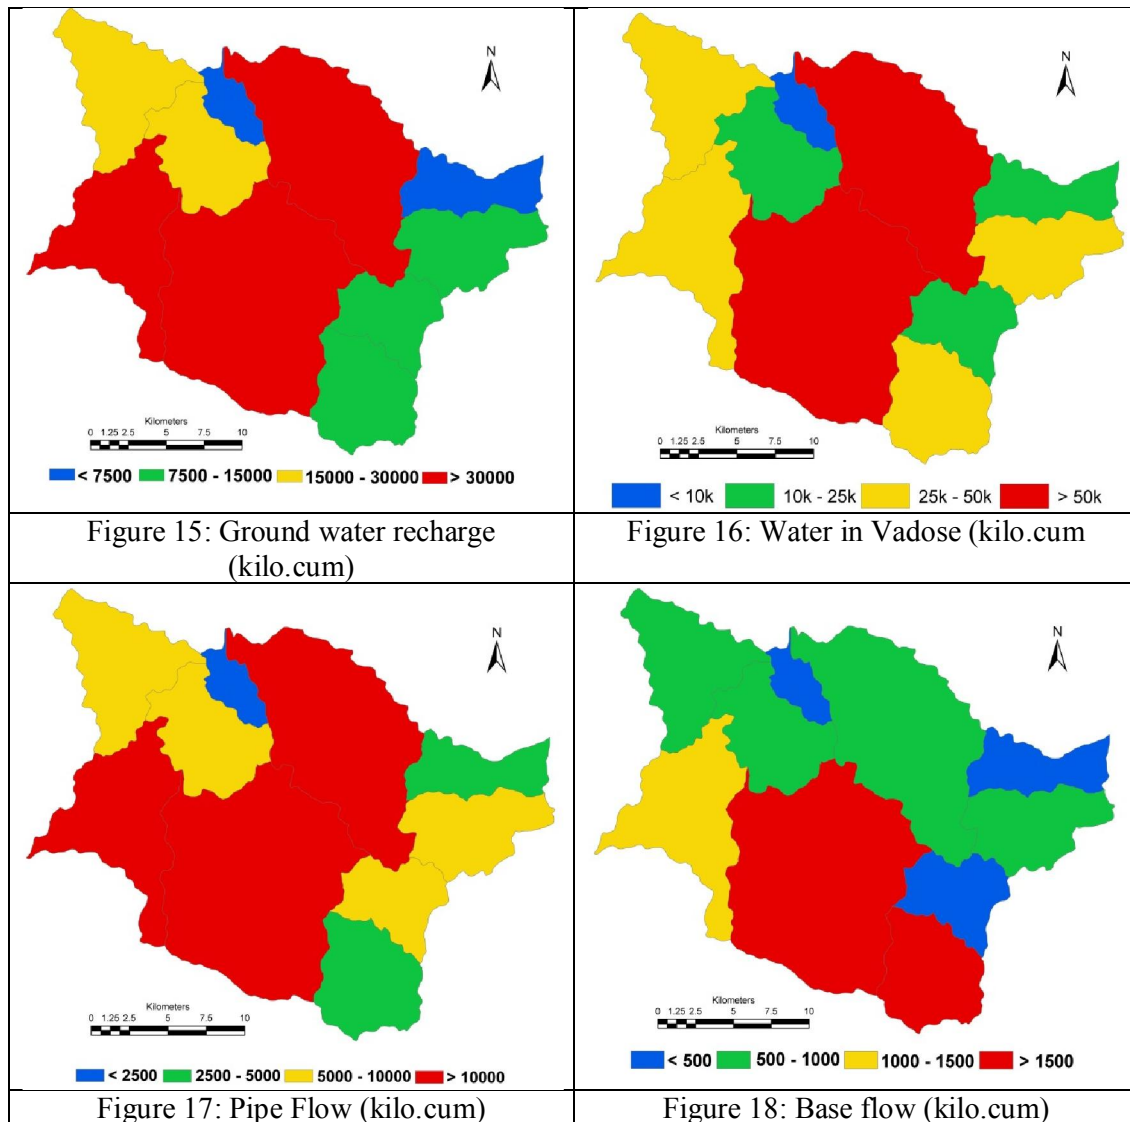 N
Kilometers
0 1.25 2.5 5 7.5 10
< 7500 7500 - 15000 15000 - 30000 > 30000
Figure 15: Ground water recharge
(kilo.cum)
N
Kilometers
0 1.25 2.5 5 7.5 10
< 10k 10k - 25k 25k - 50k > 50k
Figure 16: Water in Vadose (kilo.cum
N
Kilometers
0 1.25 2.5 5 7.5 10
< 2500 2500 - 5000 5000 - 10000 > 10000
Figure 17: Pipe Flow (kilo.cum)
N
Kilometers
0 1.25 2.5 5 7.5 10
< 500 500 - 1000 1000 - 1500 > 1500
Figure 18: Base flow (kilo.cum)